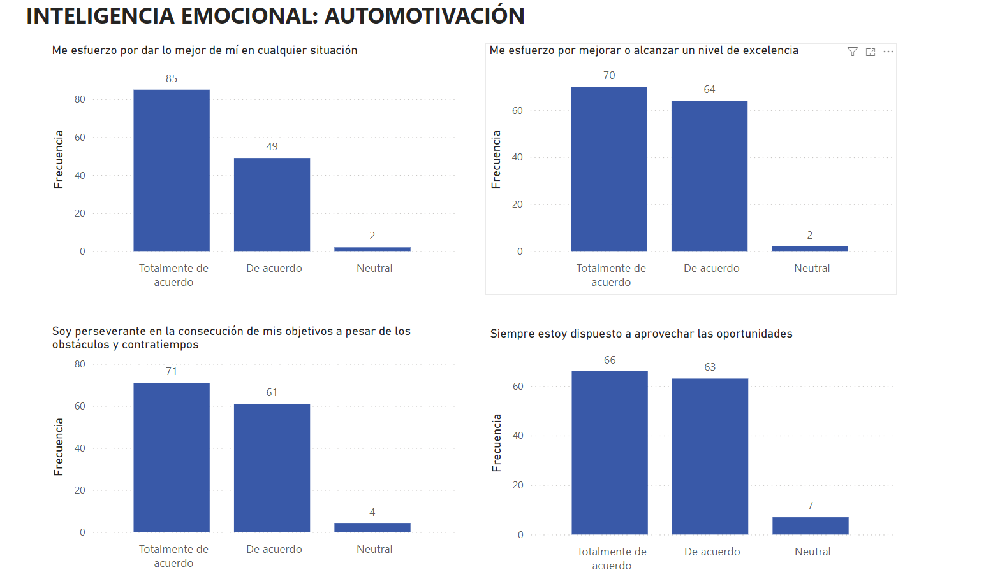 INTELIGENCIA EMOCIONAL: AUTOMOTIVACIÓN
Me esfuerzo por dar lo mejor de mí en cualquier situación
85
49
2
80
60
40
20
0
Frecuencia
Totalmente de
acuerdo
De acuerdo
Neutral
Me esfuerzo por mejorar o alcanzar un nivel de excelencia
70
64
2
60
40
20
0
Frecuencia
Totalmente de
acuerdo
De acuerdo
Neutral
Soy perseverante en la consecución de mis objetivos a pesar de los
obstáculos y contratiempos
71
61
4
80
60
40
20
0
Frecuencia
Totalmente de
acuerdo
De acuerdo
Neutral
Siempre estoy dispuesto a aprovechar las oportunidades
66
63
7
60
40
20
0
Frecuencia
Totalmente de
acuerdo
De acuerdo
Neutral